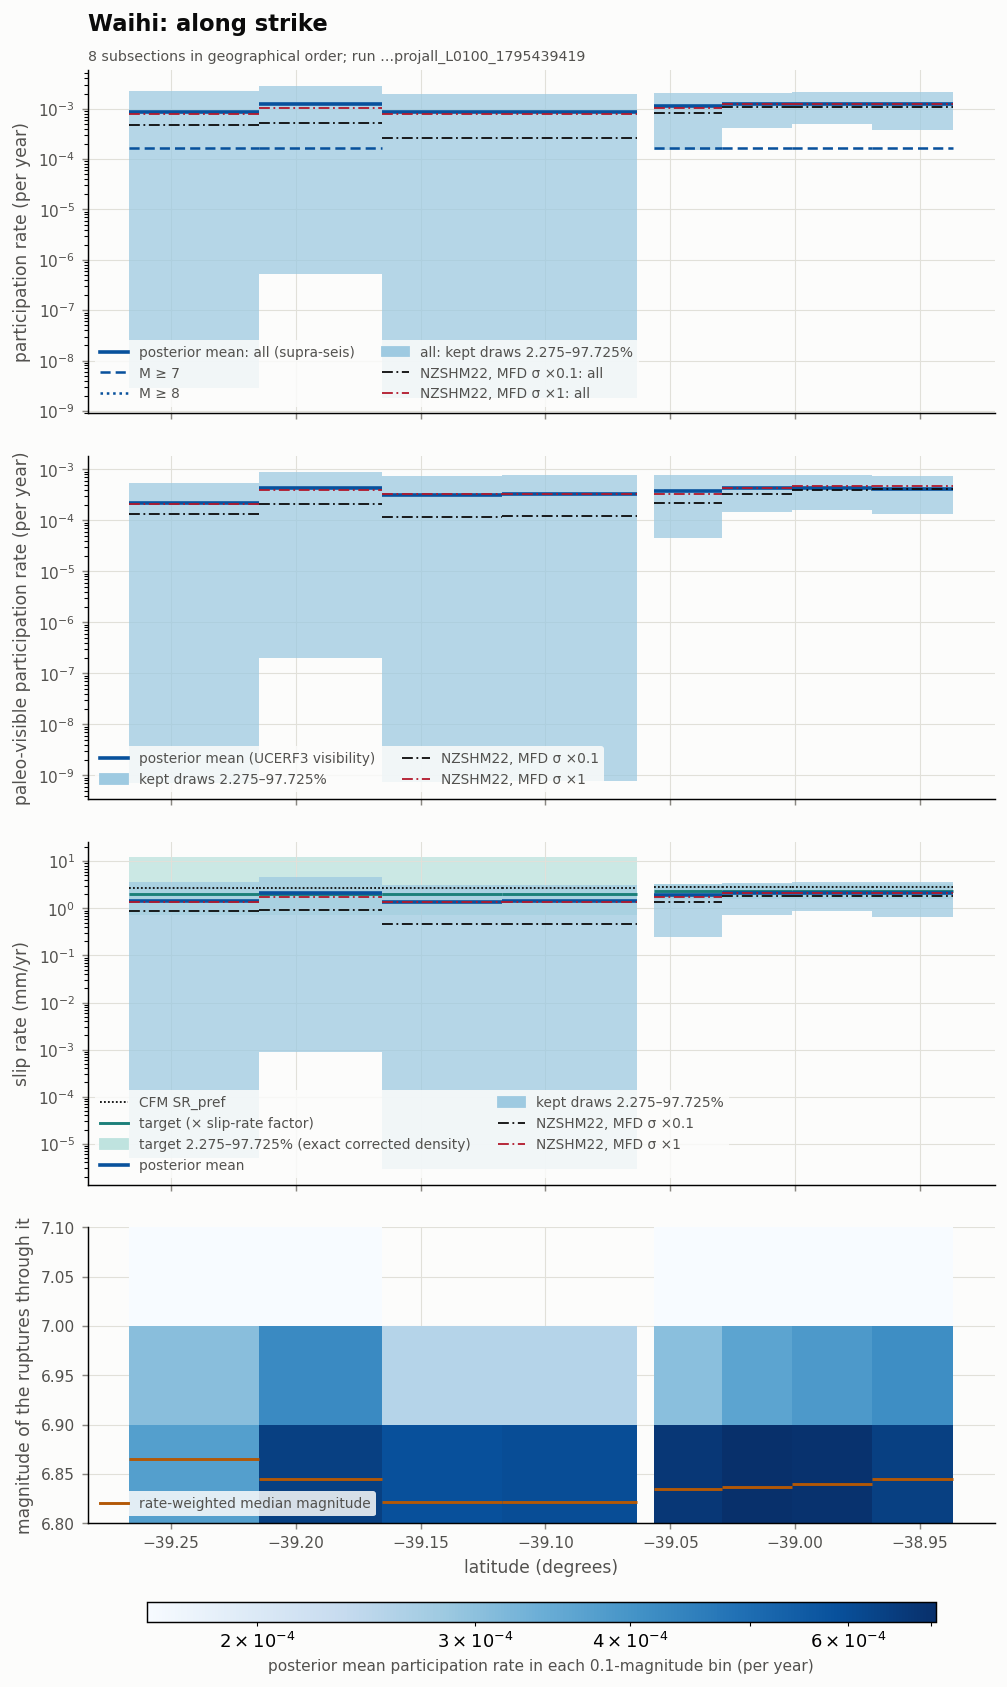 Waihi: along strike
8 subsections in geographical order; run ...projall_L0100_1795439419
participation rate (per year)
10⁻³
10⁻⁴
10⁻⁵
10⁻⁶
10⁻⁷
10⁻⁸
10⁻⁹
posterior mean: all (supra-seis)
M ≥ 7
M ≥ 8
all: kept draws 2.275–97.725%
NZSHM22, MFD σ ×0.1: all
NZSHM22, MFD σ ×1: all
paleo-visible participation rate (per year)
10⁻³
10⁻⁴
10⁻⁵
10⁻⁶
10⁻⁷
10⁻⁸
10⁻⁹
posterior mean (UCERF3 visibility)
kept draws 2.275–97.725%
NZSHM22, MFD σ ×0.1
NZSHM22, MFD σ ×1
slip rate (mm/yr)
10¹
10⁰
10⁻¹
10⁻²
10⁻³
10⁻⁴
10⁻⁵
CFM SR_pref
target (× slip-rate factor)
target 2.275–97.725% (exact corrected density)
posterior mean
kept draws 2.275–97.725%
NZSHM22, MFD σ ×0.1
NZSHM22, MFD σ ×1
magnitude of the ruptures through it
7.10
7.05
7.00
6.95
6.90
6.85
6.80
rate-weighted median magnitude
−39.25 −39.20 −39.15 −39.10 −39.05 −39.00 −38.95
latitude (degrees)
2 × 10⁻⁴ 3 × 10⁻⁴ 4 × 10⁻⁴ 6 × 10⁻⁴
posterior mean participation rate in each 0.1-magnitude bin (per year)